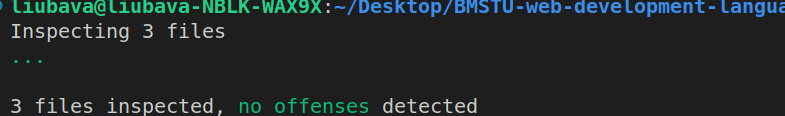 liubava@liubava-NBLK-WAX9X:~/Desktop/BMSTU-web-development-langua
Inspecting 3 files
...
3 files inspected, no offenses detected